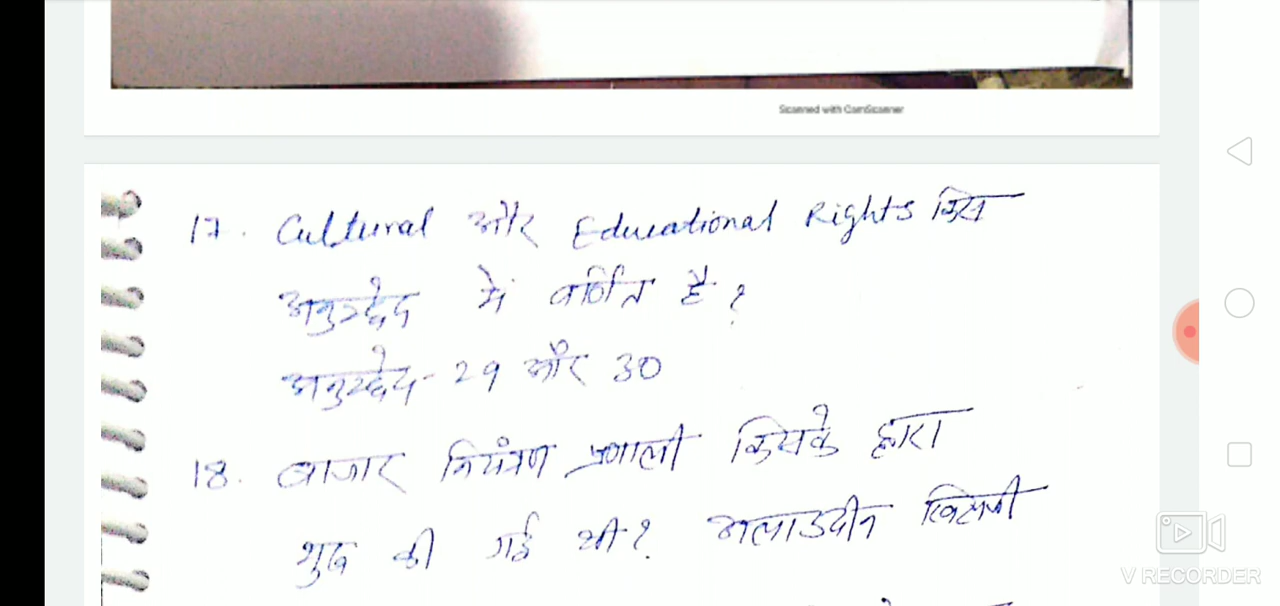 Scanned with CamScanner
17. Cultural और Educational Rights किस
अनुच्छेद में वर्णित है?
अनुच्छेद- 29 और 30
18. बाजार नियंत्रण प्रणाली किसके द्वारा
शुरू की गई थी? अलाउदीन खिलजी
V RECORDER